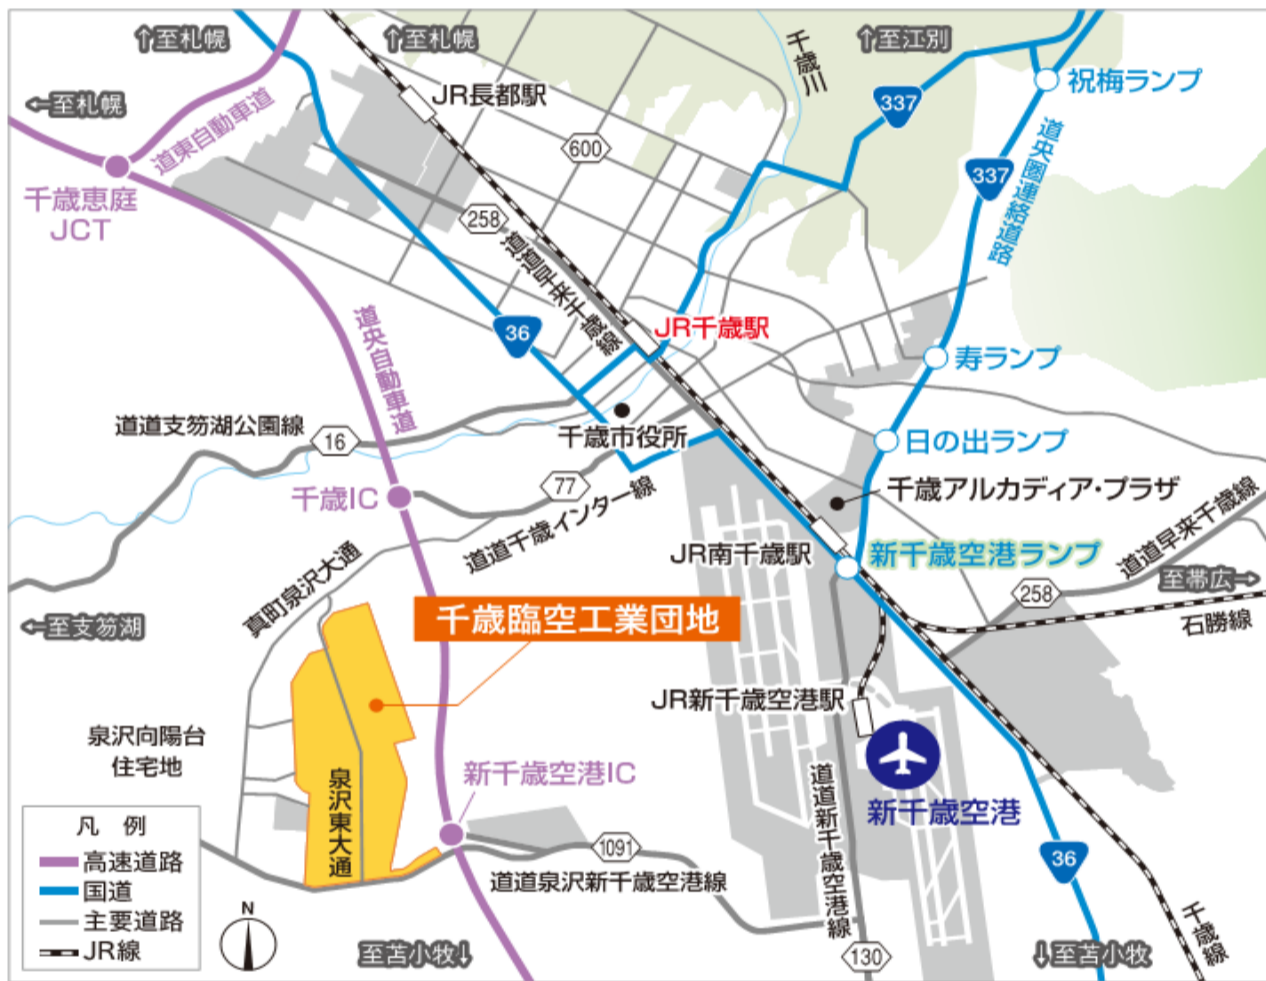 ↑至札幌
↑至札幌
千歳川
↑至江別
祝梅ランプ
←至札幌
道東自動車道
JR長都駅
600
337
337
道央圏連絡道路
千歳恵庭
JCT
258
道道早来千歳線
36
JR千歳駅
道央自動車道
寿ランプ
道道支笏湖公園線
16
千歳市役所
日の出ランプ
千歳IC
77
道道千歳インター線
千歳アルカディア・プラザ
JR南千歳駅
新千歳空港ランプ
道道早来千歳線
至帯広→
258
石勝線
真町泉沢大通
←至支笏湖
千歳臨空工業団地
JR新千歳空港駅
泉沢向陽台
住宅地
泉沢東大通
新千歳空港IC
道道新千歳空港線
新千歳空港
1091
道道泉沢新千歳空港線
36
千歳線
130
至苫小牧↓
↓至苫小牧
凡 例
高速道路
国道
主要道路
JR線
N